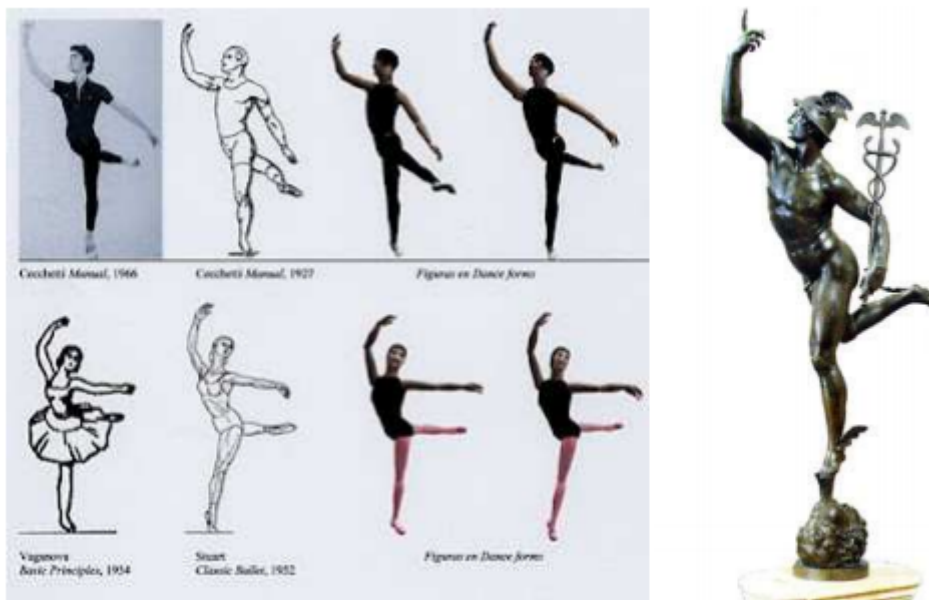 Cecchetti Manual, 1966
Cecchetti Manual, 1927
Figuras en Dance forms
Vaganova
Basic Principles, 1954
Stuart
Classic Ballet, 1952
Figuras en Dance forms